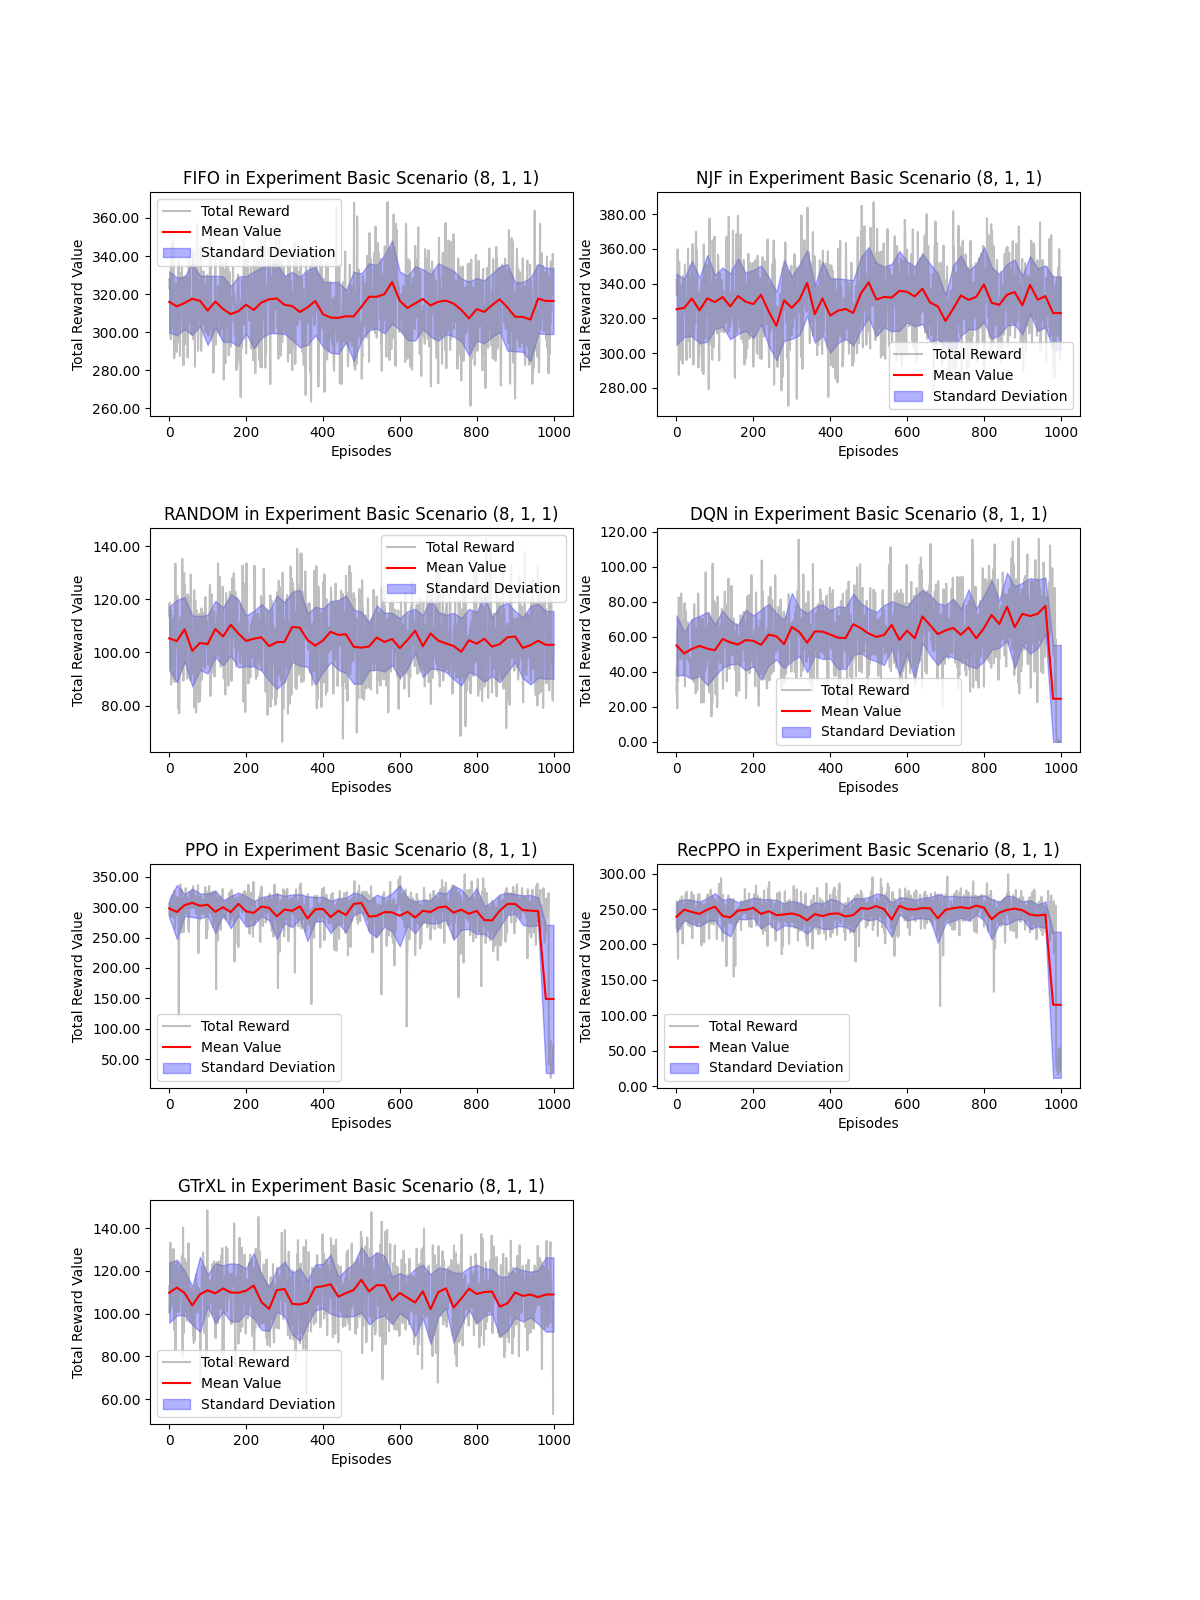 FIFO in Experiment Basic Scenario (8, 1, 1)
Total Reward Value
360.00
340.00
320.00
300.00
280.00
260.00
Total Reward
Mean Value
Standard Deviation
0 200 400 600 800 1000
Episodes
NJF in Experiment Basic Scenario (8, 1, 1)
Total Reward Value
380.00
360.00
340.00
320.00
300.00
280.00
Total Reward
Mean Value
Standard Deviation
0 200 400 600 800 1000
Episodes
RANDOM in Experiment Basic Scenario (8, 1, 1)
Total Reward Value
140.00
120.00
100.00
80.00
Total Reward
Mean Value
Standard Deviation
0 200 400 600 800 1000
Episodes
DQN in Experiment Basic Scenario (8, 1, 1)
Total Reward Value
120.00
100.00
80.00
60.00
40.00
20.00
0.00
Total Reward
Mean Value
Standard Deviation
0 200 400 600 800 1000
Episodes
PPO in Experiment Basic Scenario (8, 1, 1)
Total Reward Value
350.00
300.00
250.00
200.00
150.00
100.00
50.00
Total Reward
Mean Value
Standard Deviation
0 200 400 600 800 1000
Episodes
RecPPO in Experiment Basic Scenario (8, 1, 1)
Total Reward Value
300.00
250.00
200.00
150.00
100.00
50.00
0.00
Total Reward
Mean Value
Standard Deviation
0 200 400 600 800 1000
Episodes
GTrXL in Experiment Basic Scenario (8, 1, 1)
Total Reward Value
140.00
120.00
100.00
80.00
60.00
Total Reward
Mean Value
Standard Deviation
0 200 400 600 800 1000
Episodes